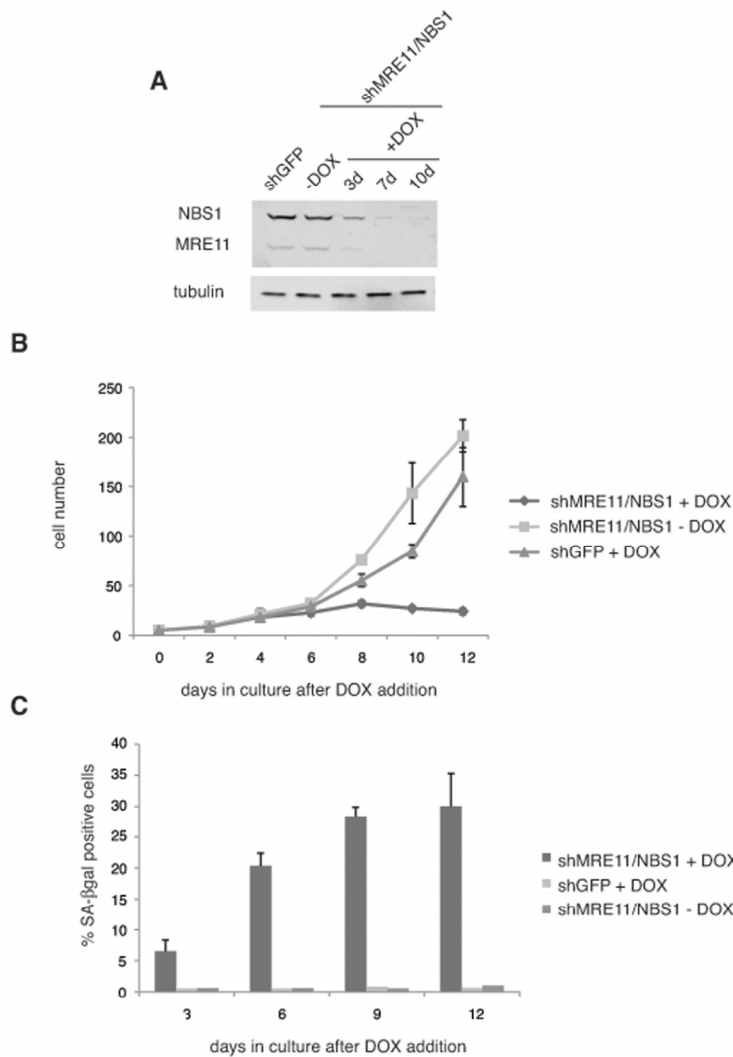 A
shMRE11/NBS1
+DOX
shGFP
-DOX
3d
7d
10d
NBS1
MRE11
tubulin
B
250
200
150
100
50
0
cell number
0 2 4 6 8 10 12
days in culture after DOX addition
shMRE11/NBS1 + DOX
shMRE11/NBS1 - DOX
shGFP + DOX
C
40
35
30
25
20
15
10
5
0
% SA-βgal positive cells
3 6 9 12
days in culture after DOX addition
shMRE11/NBS1 + DOX
shGFP + DOX
shMRE11/NBS1 - DOX